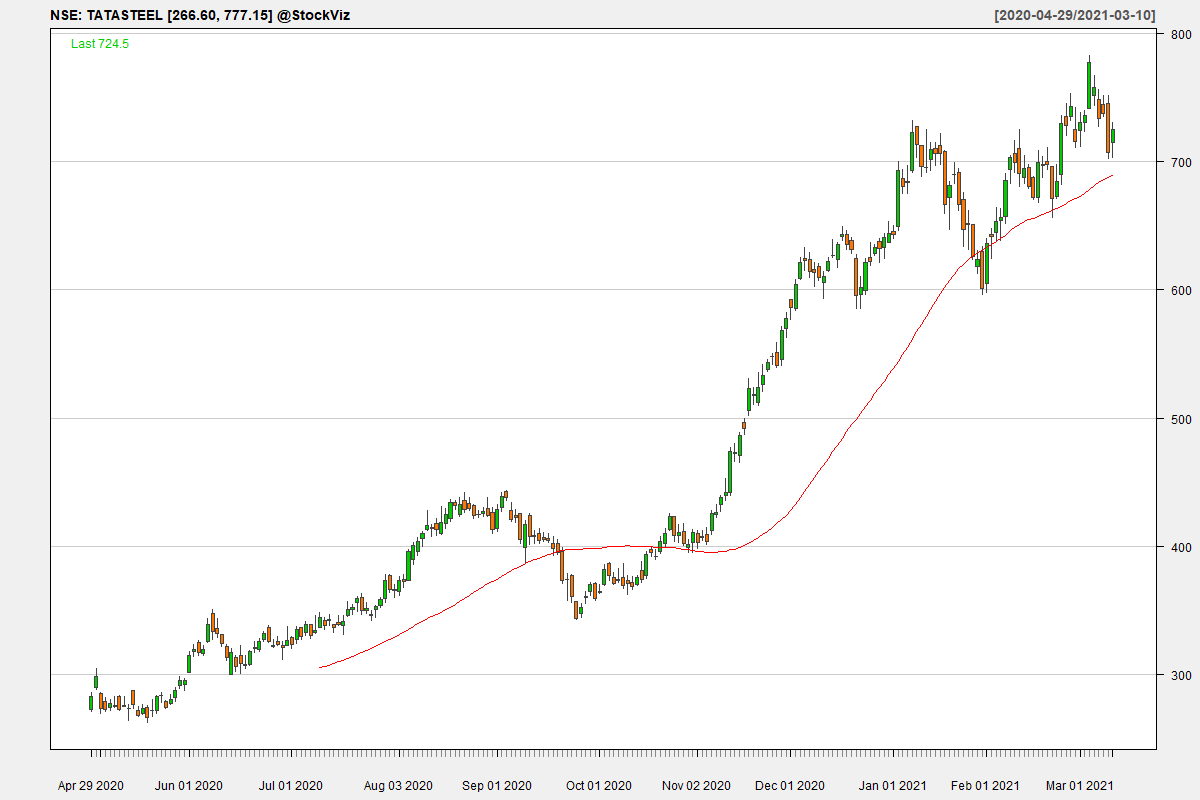 NSE: TATASTEEL [266.60, 777.15] @StockViz
[2020-04-29/2021-03-10]
Last 724.5
800
700
600
500
400
300
Apr 29 2020
Jun 01 2020
Jul 01 2020
Aug 03 2020
Sep 01 2020
Oct 01 2020
Nov 02 2020
Dec 01 2020
Jan 01 2021
Feb 01 2021
Mar 01 2021